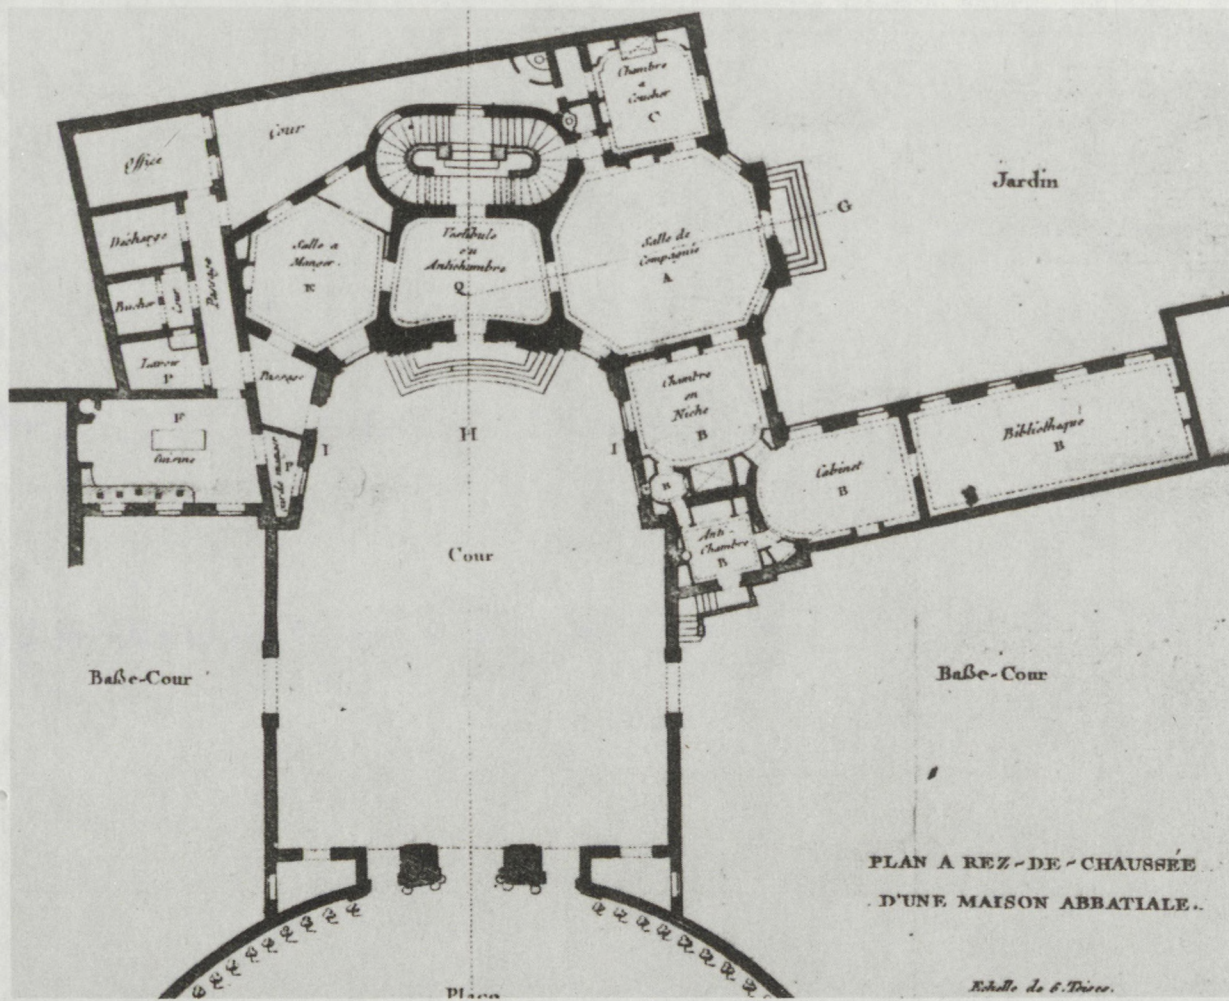 Chambre
a
Coucher
C
Cour
Office
Jardin
Décharge
Salle a
Manger.
E
Vestibule
ou
Antichambre
Q
Salle de
Compagnie
A
G
Bucher
Cour
Passage
Passage
P
Chambre
en
Niche
B
F
Cuisine
P
I
H
I
Cabinet
B
Bibliotheque
B
B
Anti
Chambre
B
Cour
Baße-Cour
Baße-Cour
PLAN A REZ-DE-CHAUSSÉE
D'UNE MAISON ABBATIALE.
Echelle de 6. Toises.
Place